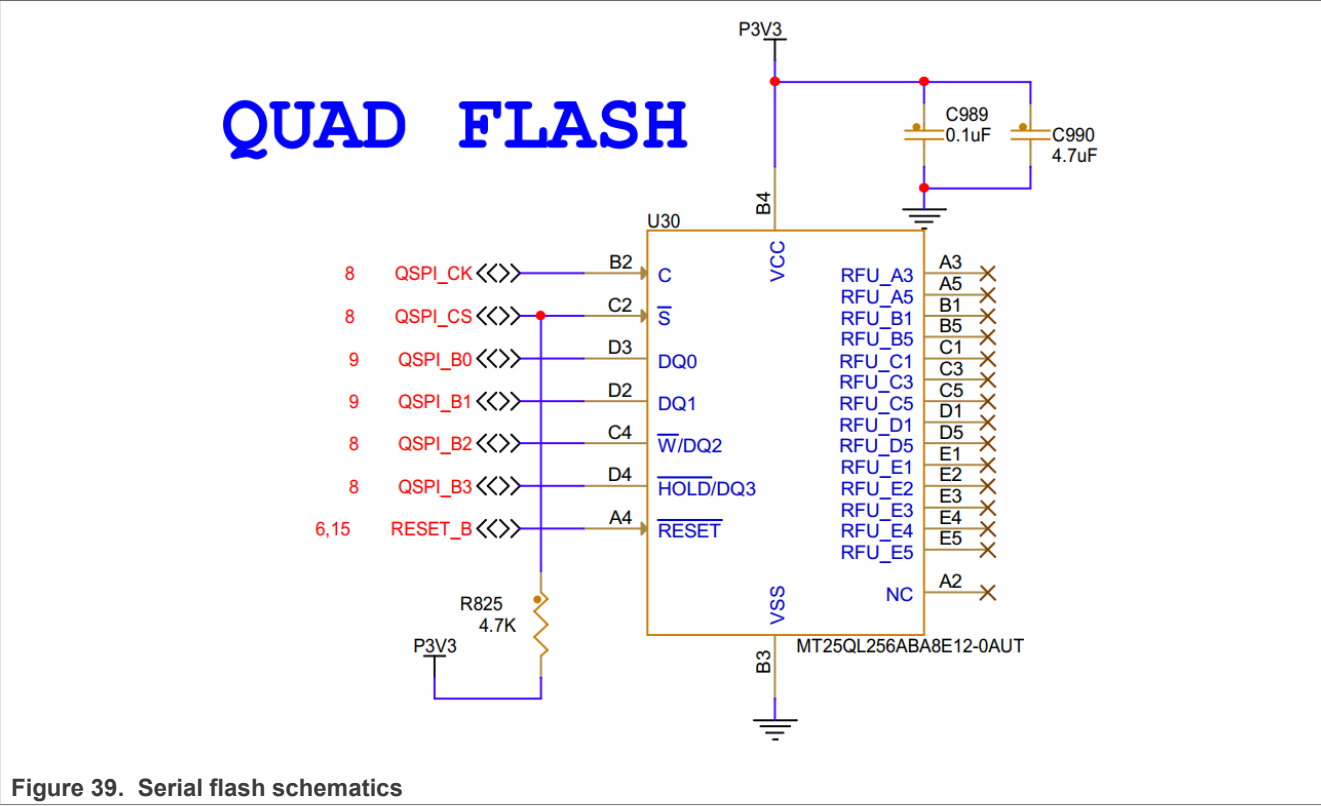 P3V3
QUAD FLASH
C989
0.1uF
C990
4.7uF
B4
U30
VCC
8 QSPI_CK B2 C
8 QSPI_CS C2 S
9 QSPI_B0 D3 DQ0
9 QSPI_B1 D2 DQ1
8 QSPI_B2 C4 W/DQ2
8 QSPI_B3 D4 HOLD/DQ3
6,15 RESET_B A4 RESET
RFU_A3 A3
RFU_A5 A5
RFU_B1 B1
RFU_B5 B5
RFU_C1 C1
RFU_C3 C3
RFU_C5 C5
RFU_D1 D1
RFU_D5 D5
RFU_E1 E1
RFU_E2 E2
RFU_E3 E3
RFU_E4 E4
RFU_E5 E5
NC A2
VSS
R825
4.7K
P3V3
MT25QL256ABA8E12-0AUT
B3
Figure 39. Serial flash schematics